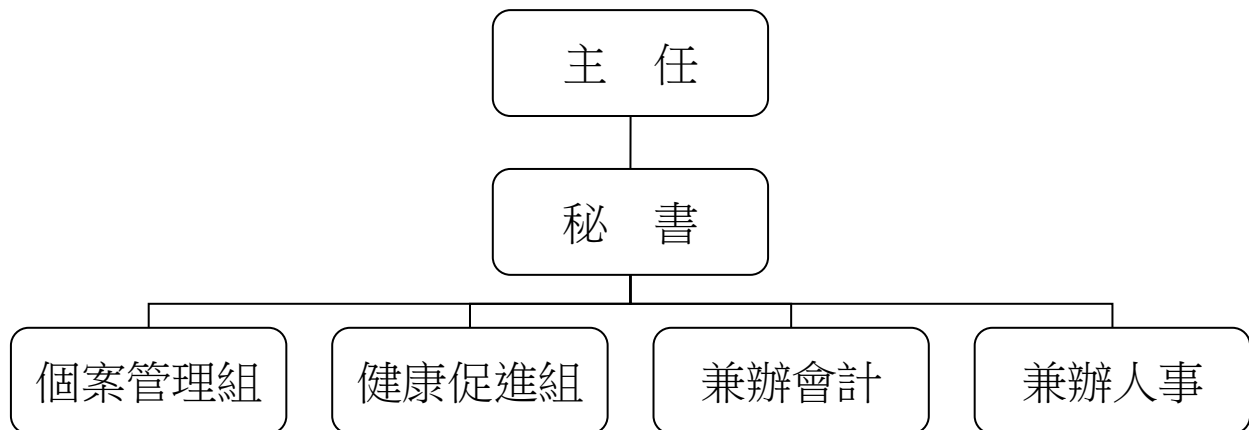 主　任
秘　書
個案管理組
健康促進組
兼辦會計
兼辦人事